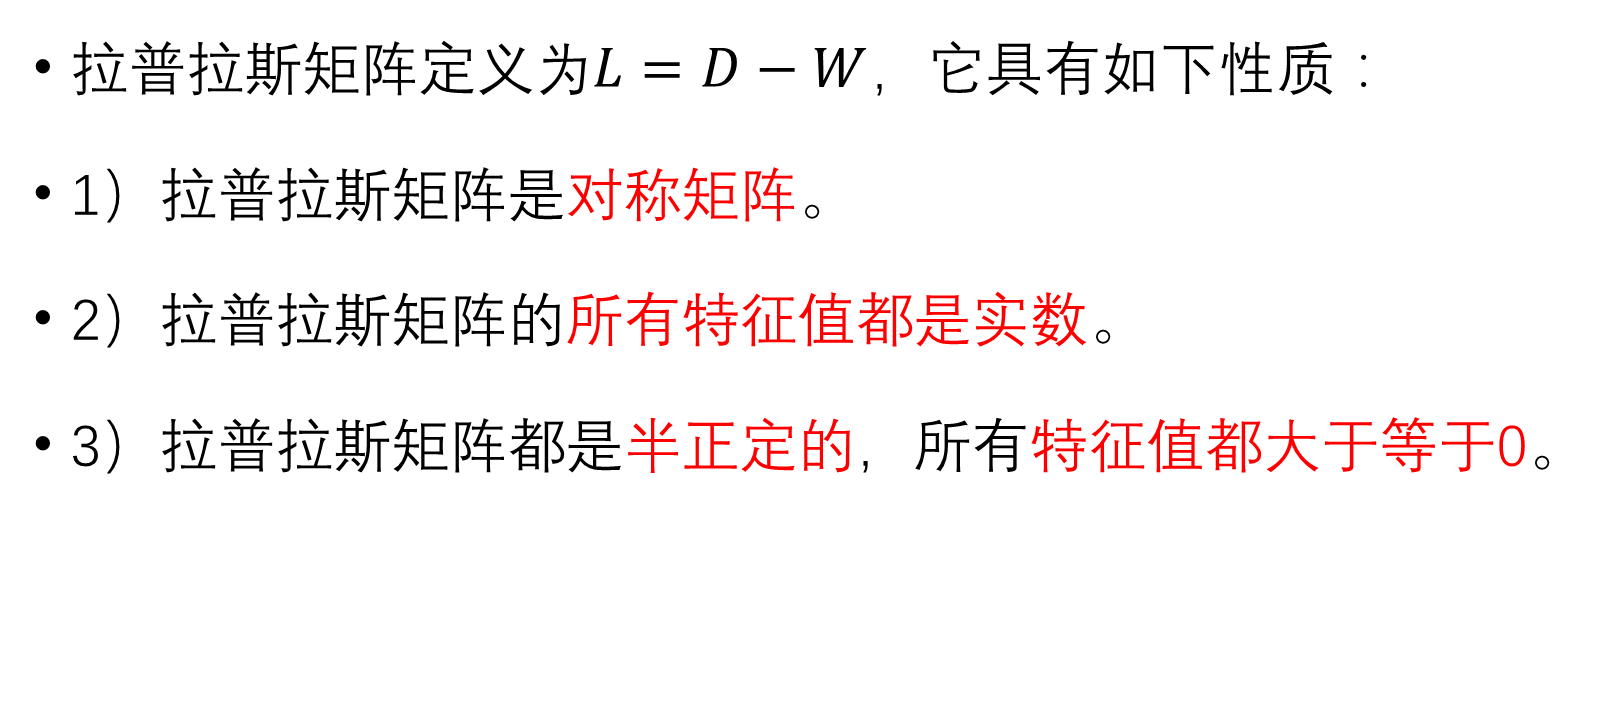 • 拉普拉斯矩阵定义为L = D − W，它具有如下性质：
• 1）拉普拉斯矩阵是对称矩阵。
• 2）拉普拉斯矩阵的所有特征值都是实数。
• 3）拉普拉斯矩阵都是半正定的，所有特征值都大于等于0。